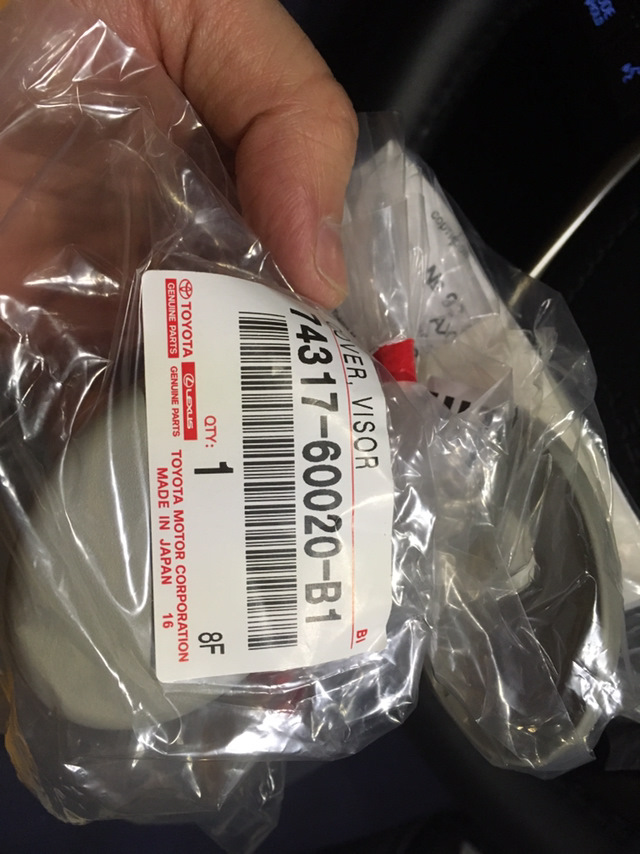 VER, VISOR
74317-60020-B1
TOYOTA
GENUINE PARTS
LEXUS
GENUINE PARTS
QTY:
1
TOYOTA MOTOR CORPORATION
MADE IN JAPAN
16
8F